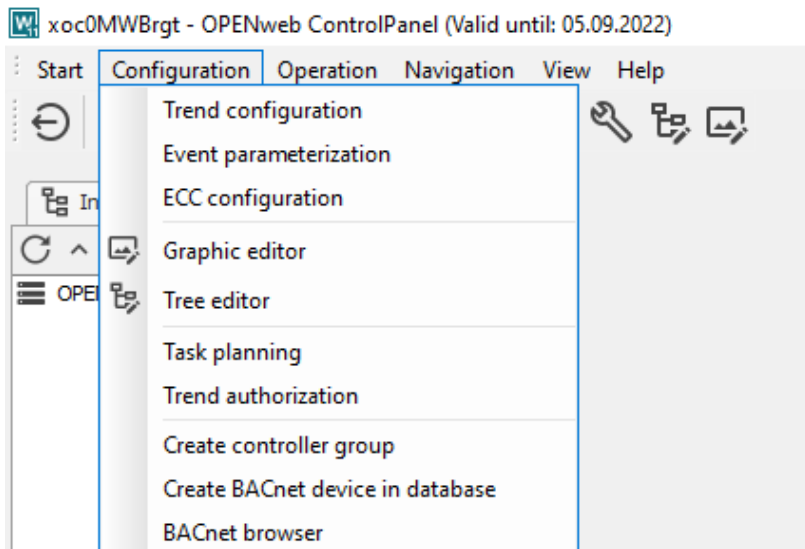 xoc0MWBrgt - OPENweb ControlPanel (Valid until: 05.09.2022)
Start Configuration Operation Navigation View Help
Trend configuration
Event parameterization
ECC configuration
In
Graphic editor
OPE
Tree editor
Task planning
Trend authorization
Create controller group
Create BACnet device in database
BACnet browser